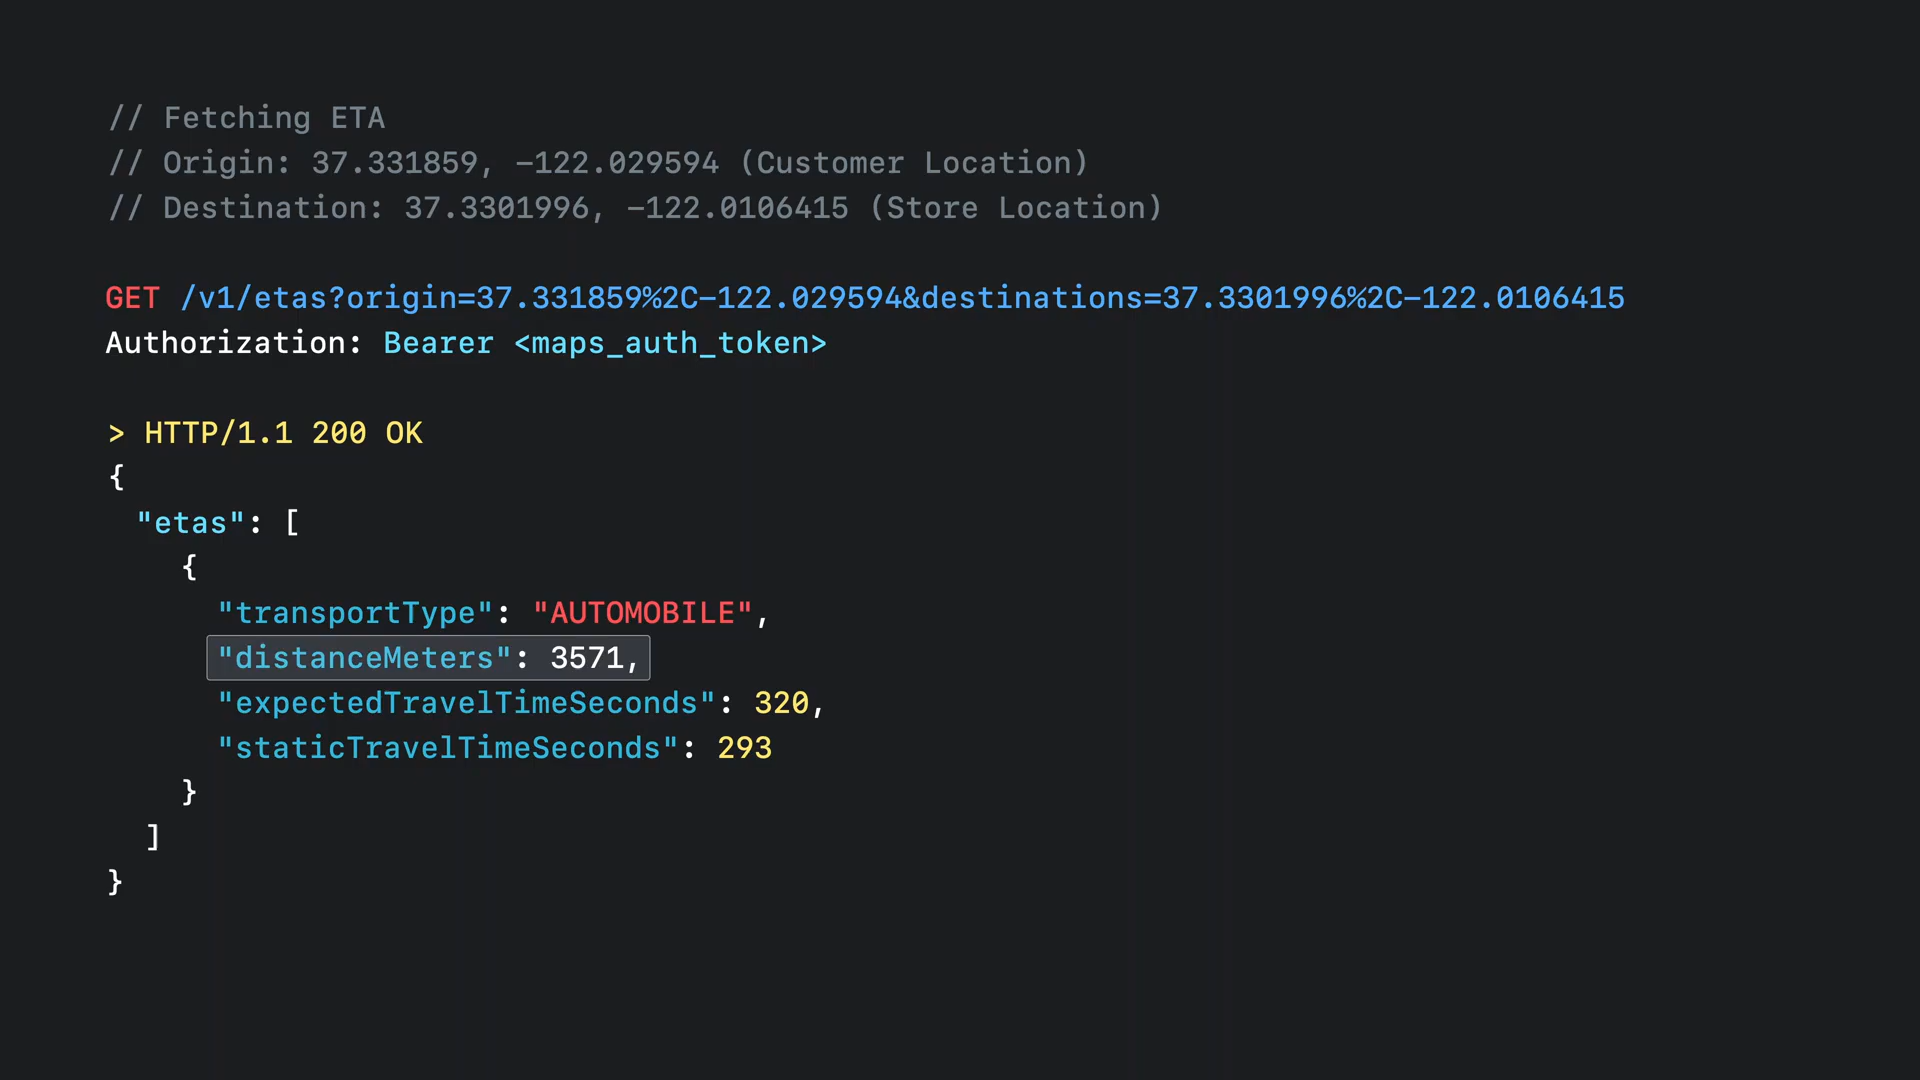 // Fetching ETA
// Origin: 37.331859, -122.029594 (Customer Location)
// Destination: 37.3301996, -122.0106415 (Store Location)
GET /v1/etas?origin=37.331859%2C-122.029594&destinations=37.3301996%2C-122.0106415
Authorization: Bearer <maps_auth_token>
> HTTP/1.1 200 OK
{
"etas": [
{
"transportType": "AUTOMOBILE",
"distanceMeters": 3571,
"expectedTravelTimeSeconds": 320,
"staticTravelTimeSeconds": 293
}
]
}